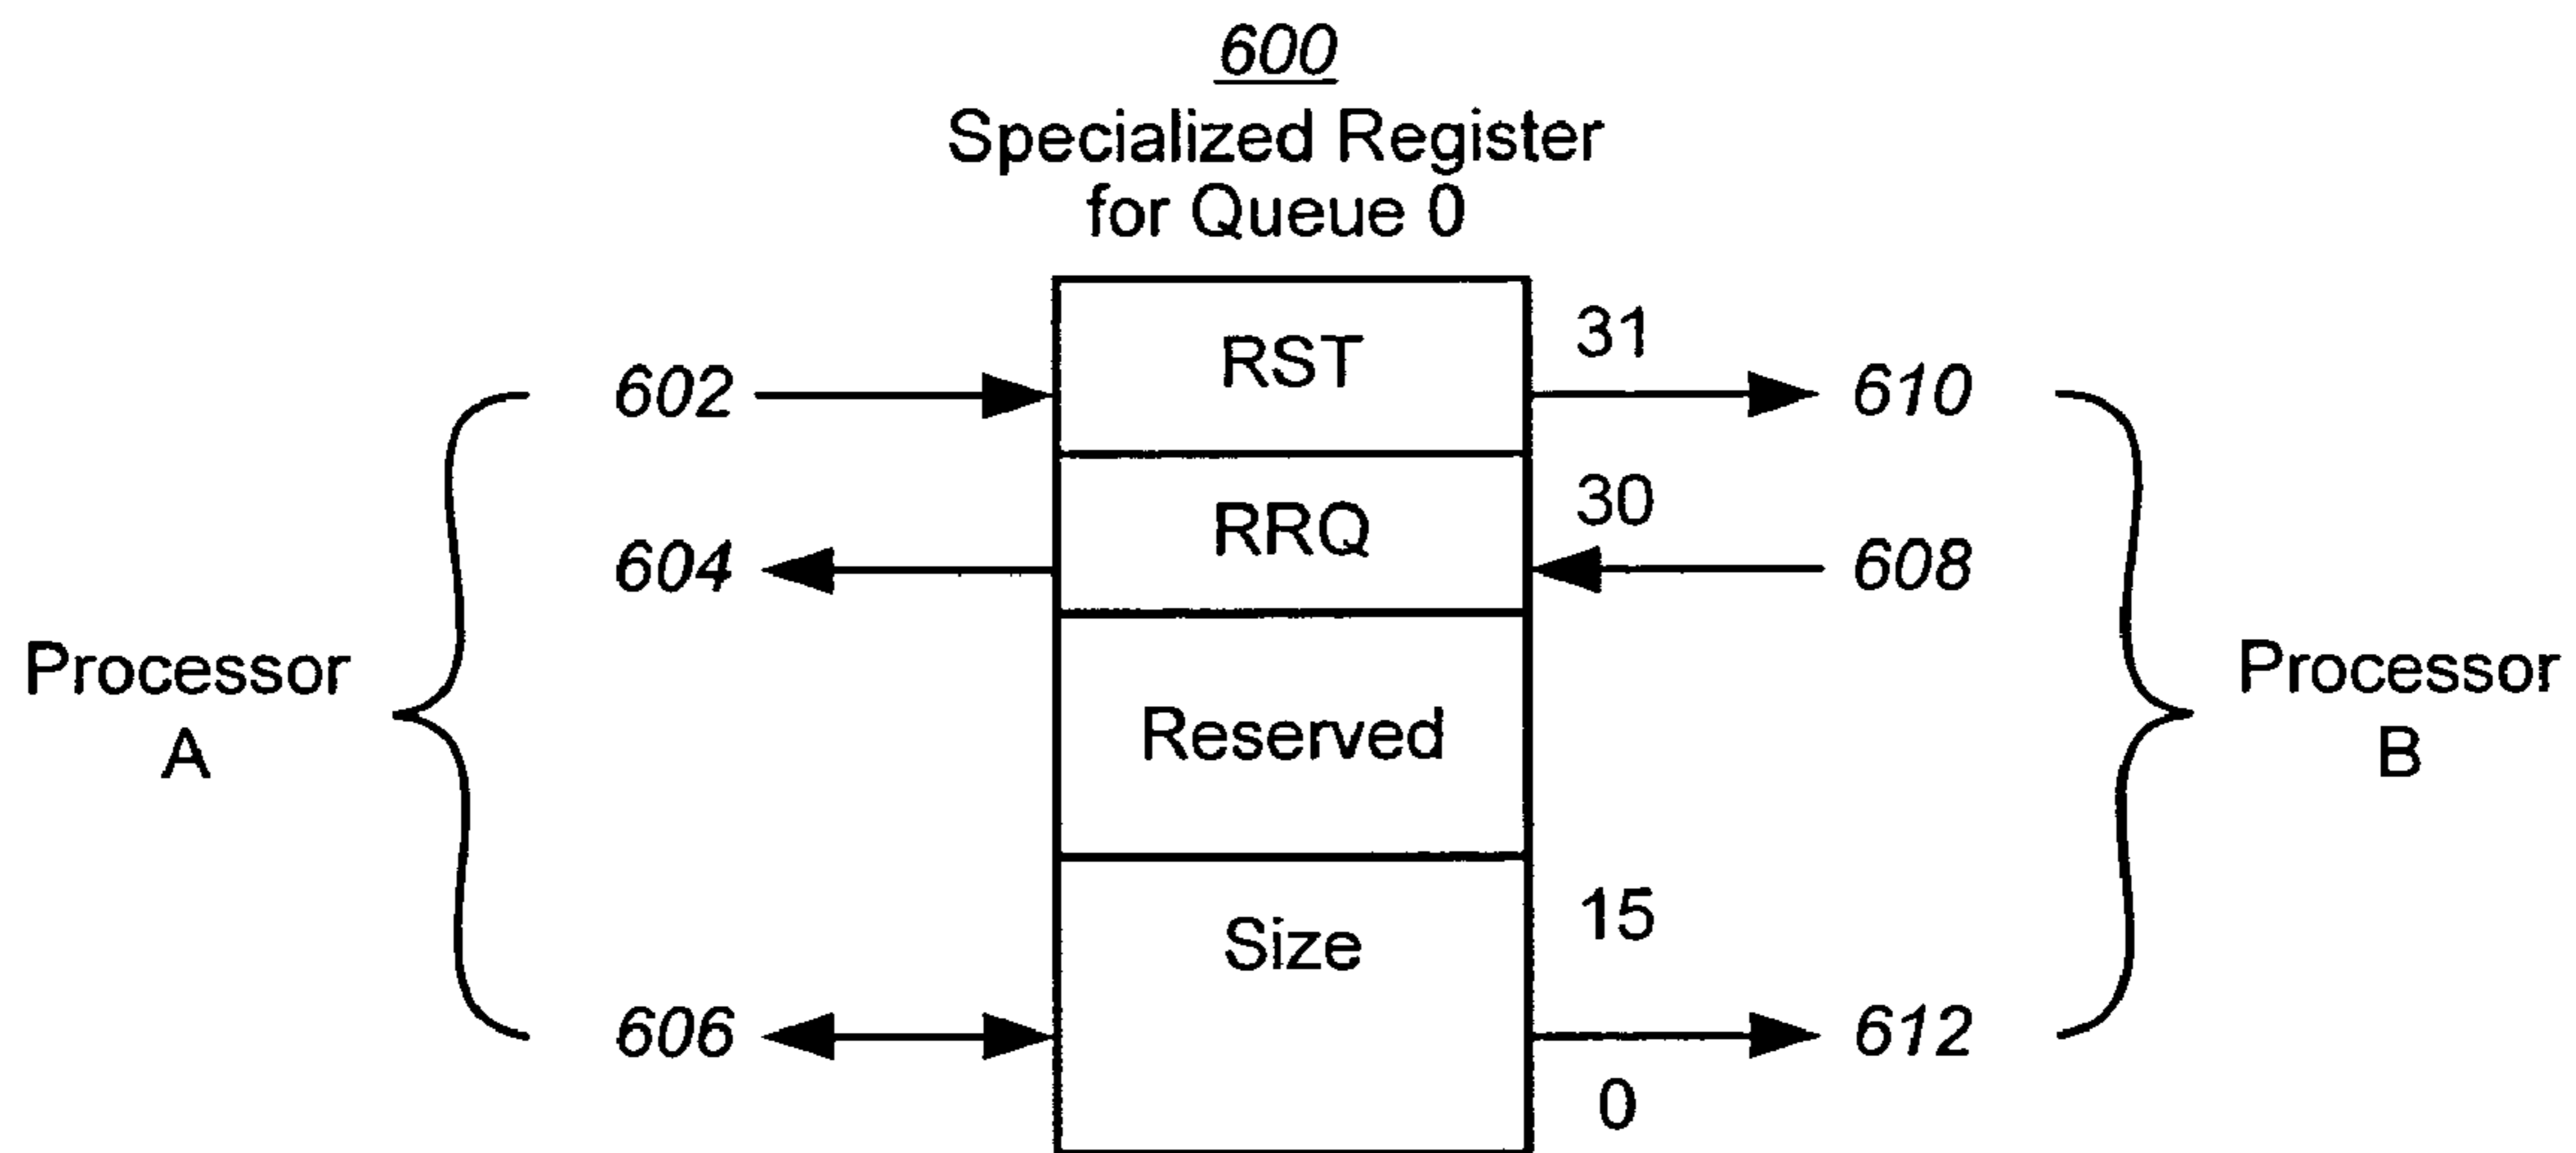 600
Specialized Register
for Queue 0
RST
31
602
610
RRQ
30
604
608
Processor
A
Reserved
Processor
B
Size
15
606
612
0